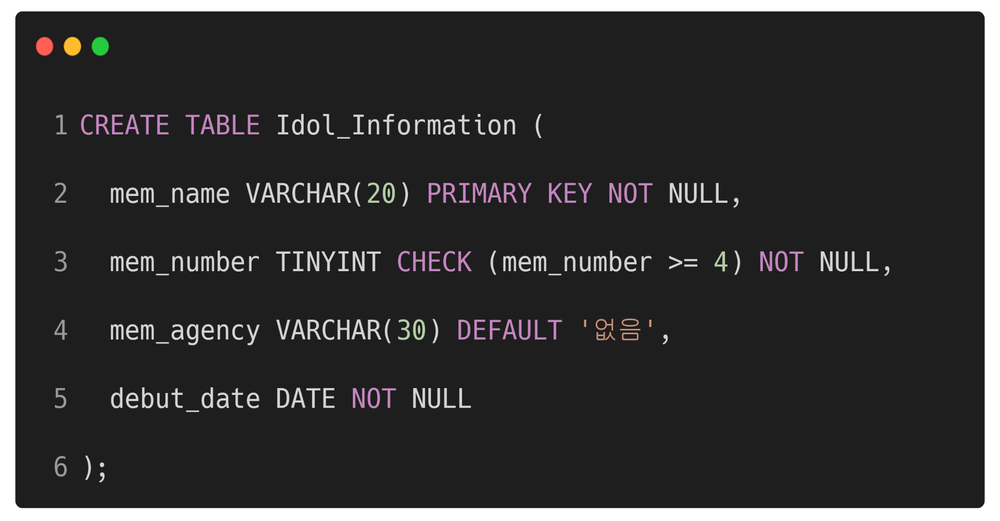 1 CREATE TABLE Idol_Information (
2   mem_name VARCHAR(20) PRIMARY KEY NOT NULL,
3   mem_number TINYINT CHECK (mem_number >= 4) NOT NULL,
4   mem_agency VARCHAR(30) DEFAULT '없음',
5   debut_date DATE NOT NULL
6 );